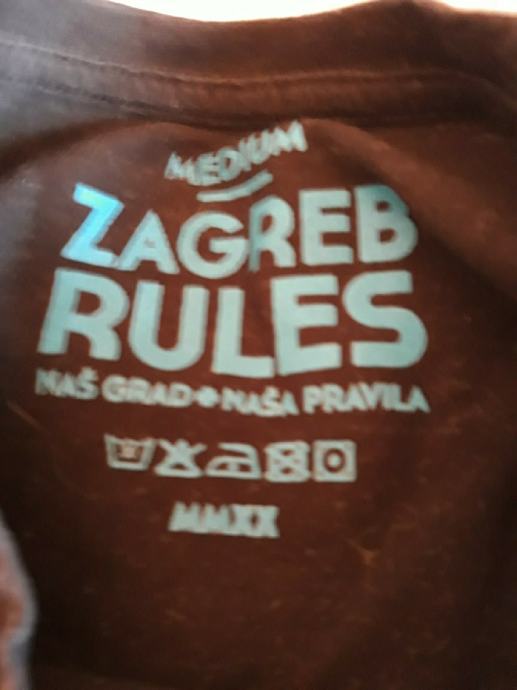 MEDIUM
ZAGREB
RULES
NAŠ GRAD • NAŠA PRAVILA
MMXX